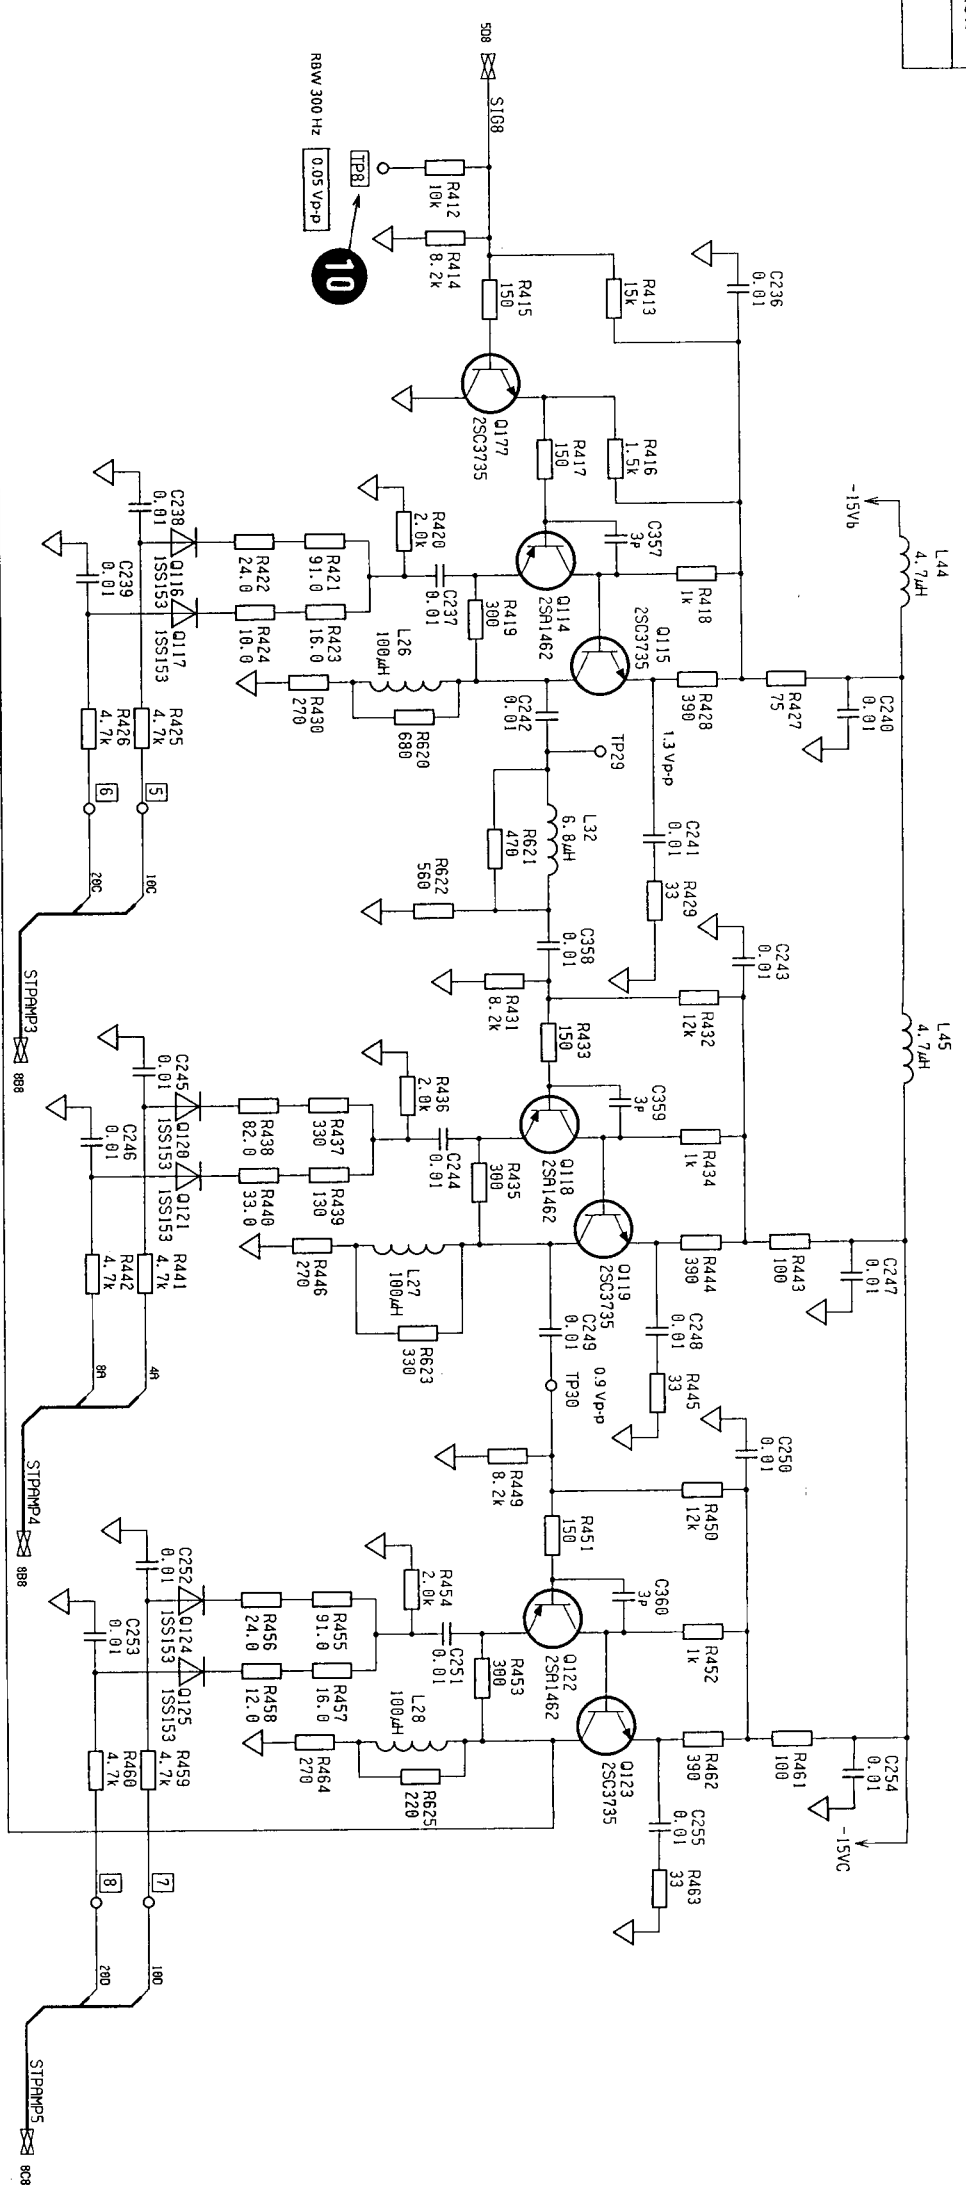 5D8
SIG8
RBW 300 Hz
0.05 Vp-p
TP8
10
R412
10k
R414
8.2k
R415
150
R413
15k
C236
0.01
Q177
2SC3735
R417
150
R416
1.5k
C357
3P
Q114
2SA1462
R418
1k
Q115
2SC3735
-15Vb
L44
4.7µH
R427
75
R428
390
C240
0.01
R420
2.0k
C237
0.01
R419
300
R421
91.0
R422
24.0
R423
16.0
R424
10.0
C238
0.01
Q116
1SS153
Q117
1SS153
C239
0.01
R425
4.7k
R426
4.7k
5
6
10C
20C
STPAMP3
8B8
L26
100µH
R430
270
R620
680
C242
0.01
TP29
1.3 Vp-p
C241
0.01
R429
33
L32
6.8µH
R621
470
R622
560
C358
0.01
R431
8.2k
R432
12k
R433
150
C243
0.01
L45
4.7µH
C359
3P
R434
1k
Q118
2SA1462
Q119
2SC3735
R443
100
R444
390
C247
0.01
R436
2.0k
C244
0.01
R435
300
R437
330
R438
82.0
R439
130
R440
33.0
C245
0.01
Q120
1SS153
Q121
1SS153
C246
0.01
R441
4.7k
R442
4.7k
4A
8A
STPAMP4
8B8
L27
100µH
R446
270
R623
330
C249
0.01
TP30
0.9 Vp-p
C248
0.01
R445
33
R449
8.2k
R450
12k
R451
150
C250
0.01
C360
3P
R452
1k
Q122
2SA1462
Q123
2SC3735
R461
100
R462
390
C254
0.01
-15VC
C255
0.01
R463
33
R454
2.0k
C251
0.01
R453
300
R455
91.0
R456
24.0
R457
16.0
R458
12.0
C252
0.01
Q124
1SS153
Q125
1SS153
C253
0.01
R459
4.7k
R460
4.7k
L28
100µH
R464
270
R625
220
7
8
10D
20D
STPAMP5
8C8